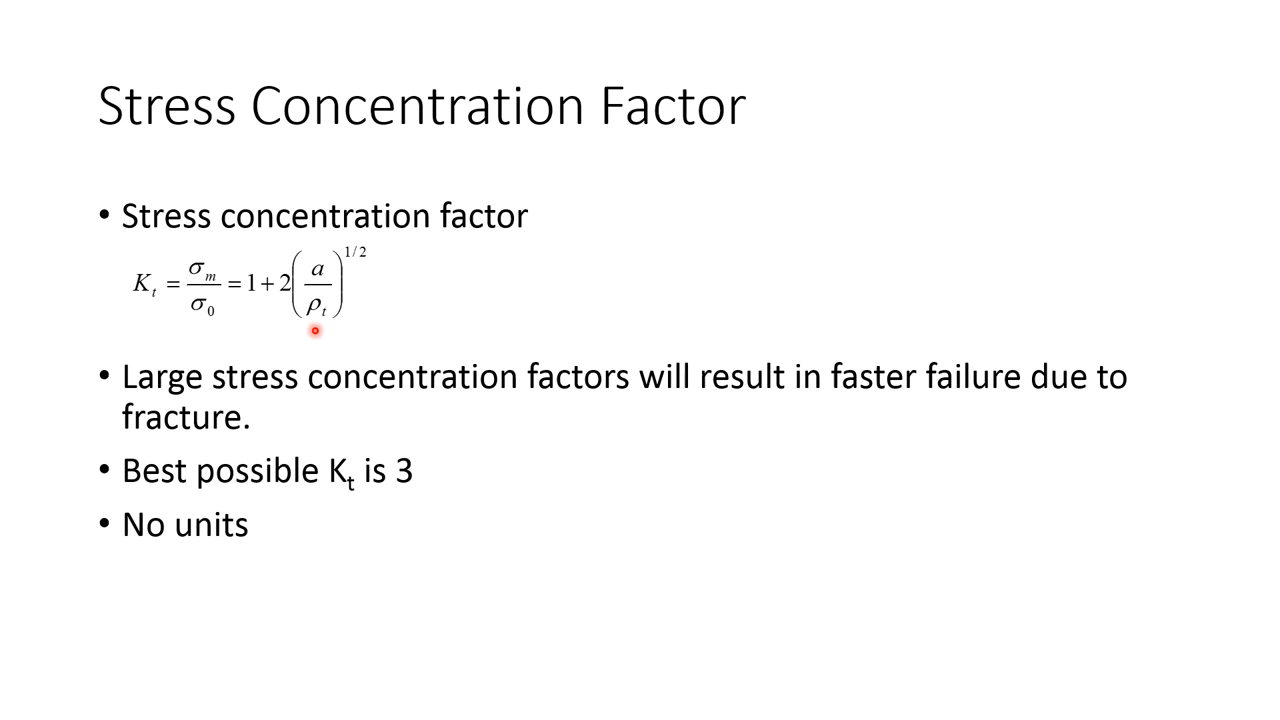 Stress Concentration Factor
• Stress concentration factor
K_t = σ_m / σ_0 = 1 + 2(a / ρ_t)^{1/2}
• Large stress concentration factors will result in faster failure due to
fracture.
• Best possible K_t is 3
• No units